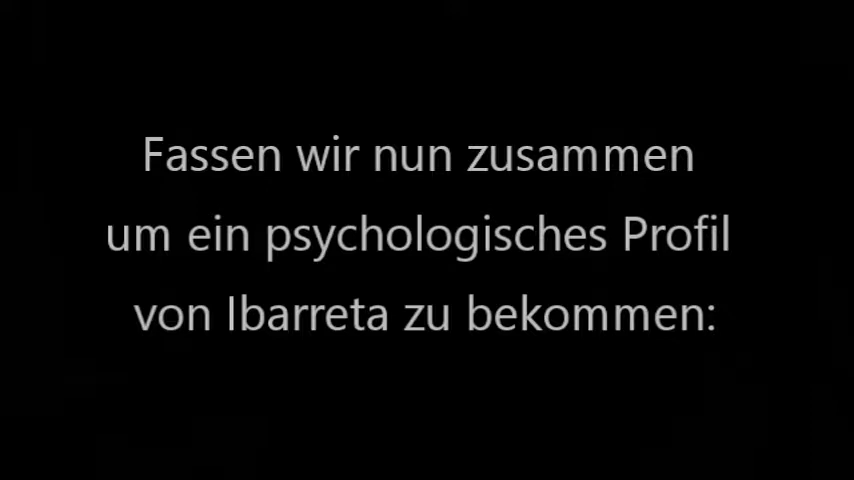 Fassen wir nun zusammen
um ein psychologisches Profil
von Ibarreta zu bekommen: